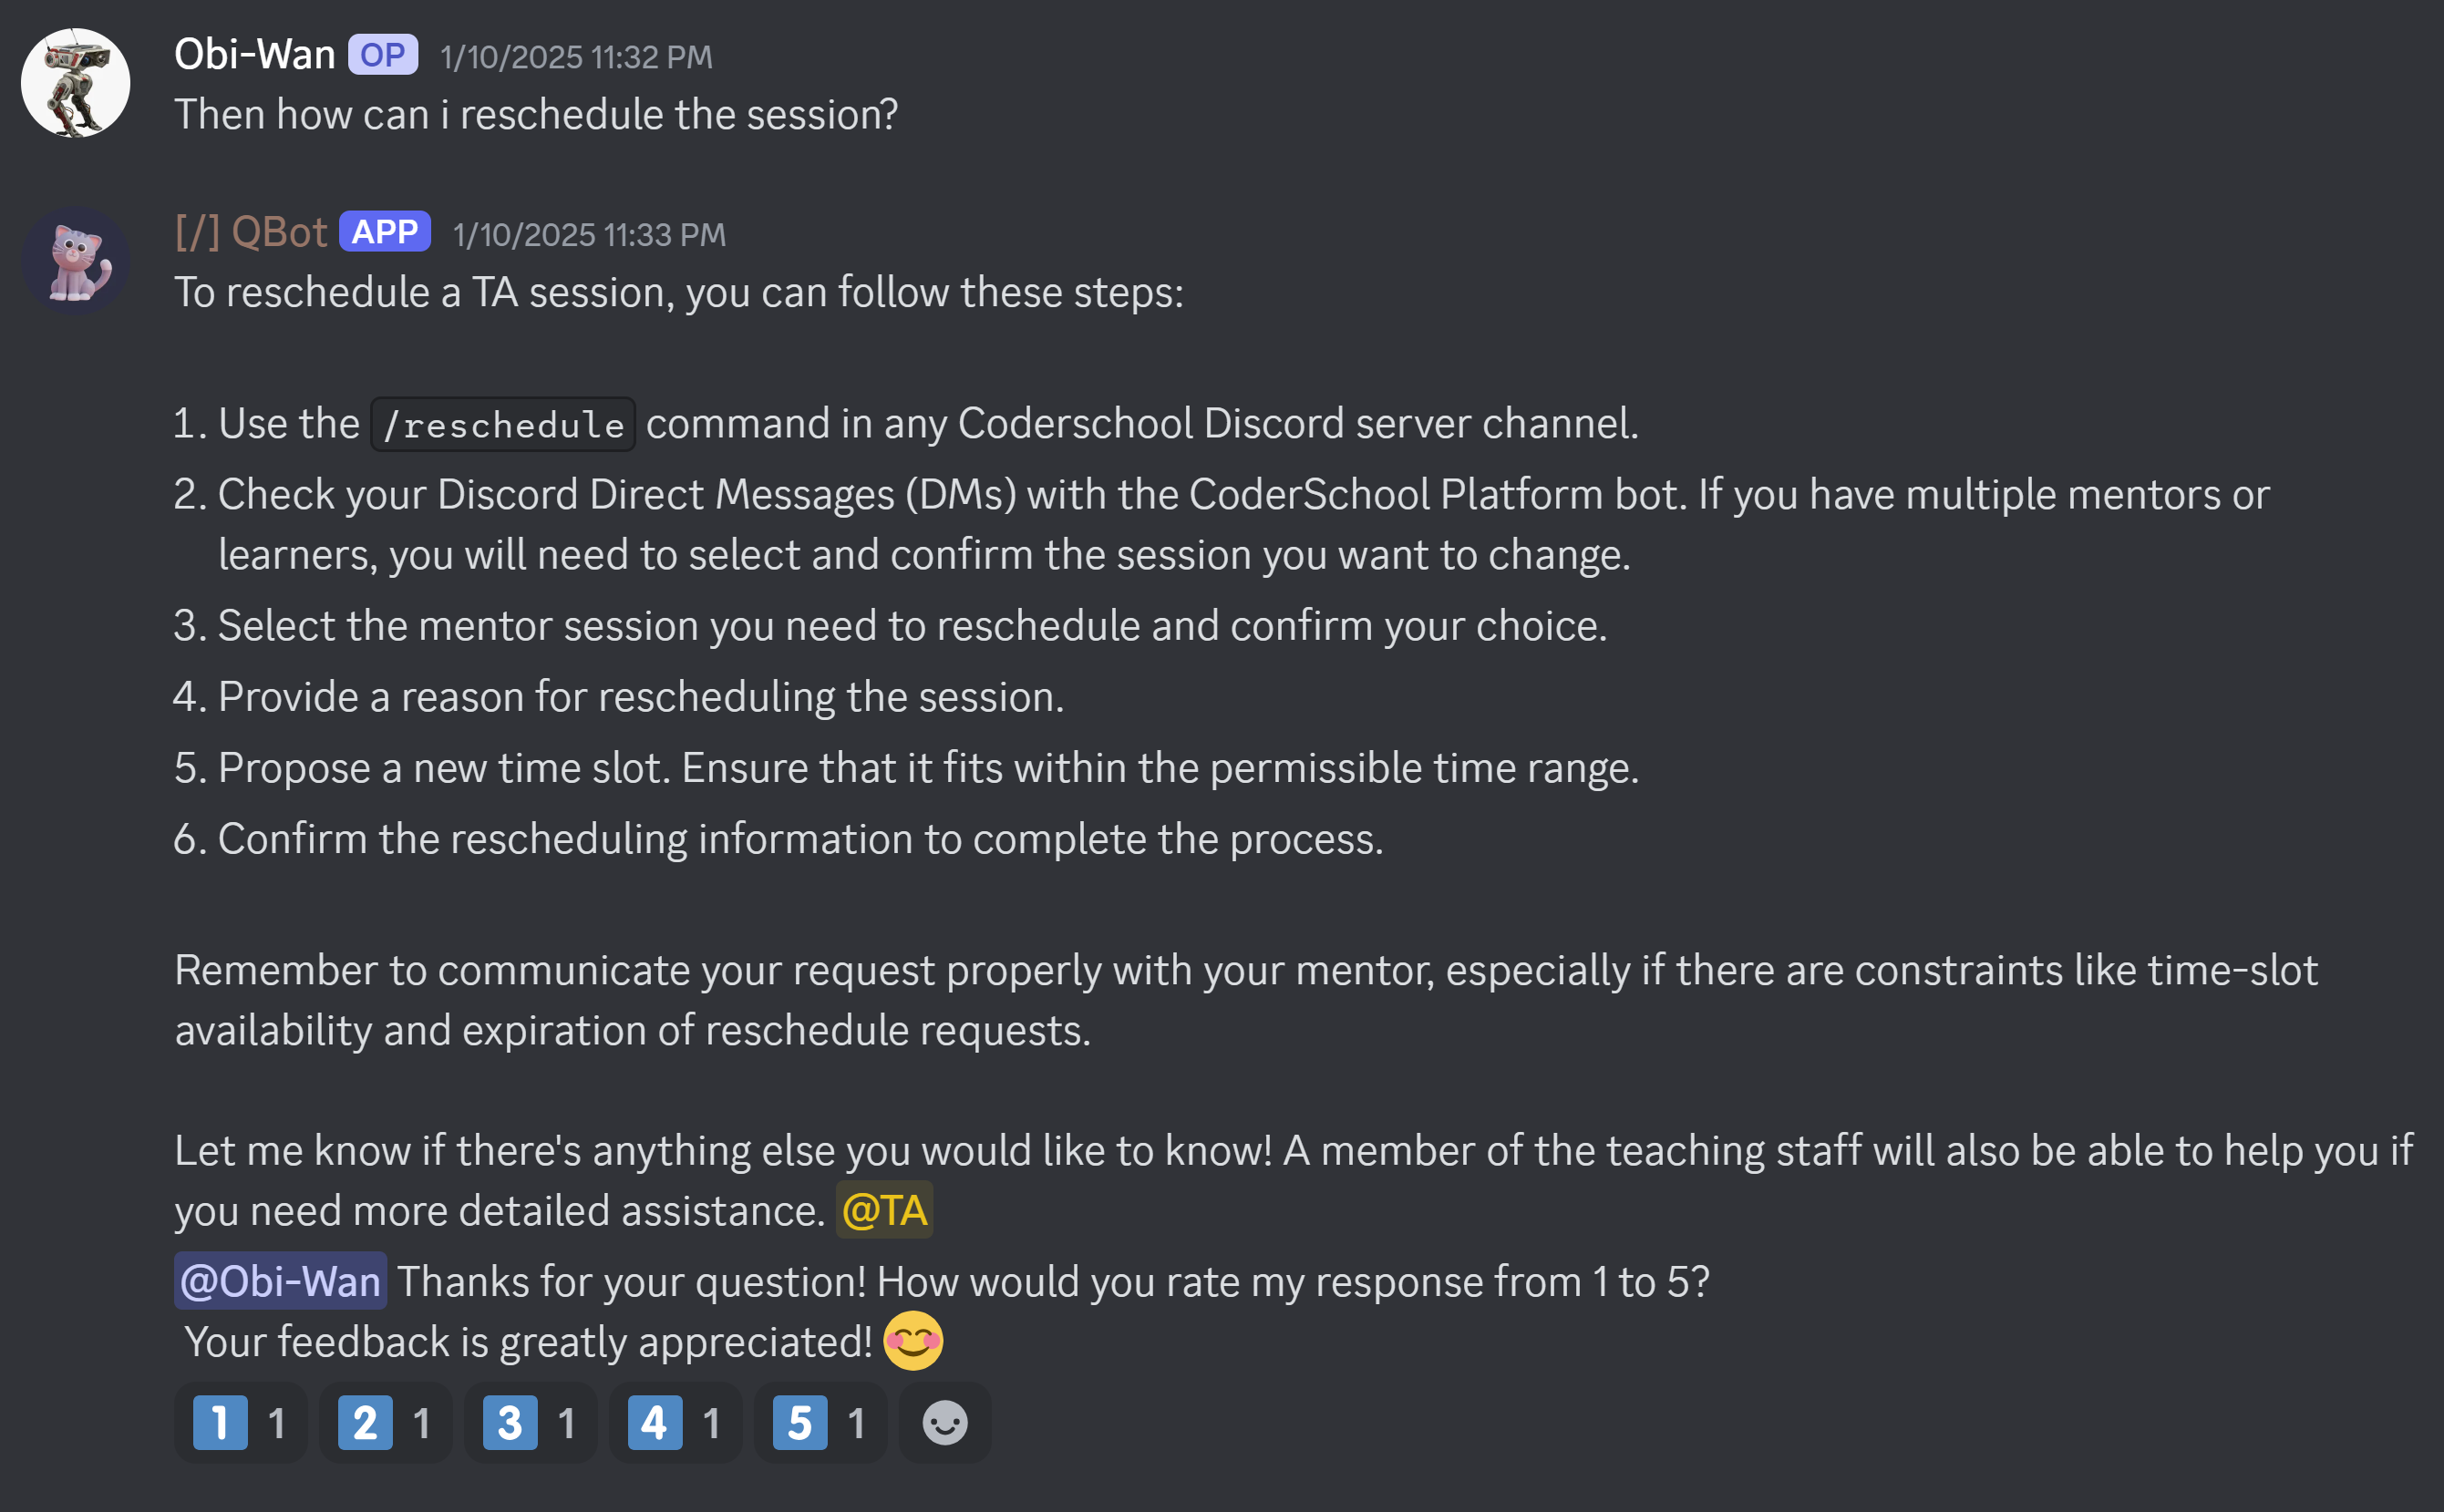 Obi-Wan OP 1/10/2025 11:32 PM
Then how can i reschedule the session?
[/] QBot APP 1/10/2025 11:33 PM
To reschedule a TA session, you can follow these steps:
1. Use the /reschedule command in any Coderschool Discord server channel.
2. Check your Discord Direct Messages (DMs) with the CoderSchool Platform bot. If you have multiple mentors or
learners, you will need to select and confirm the session you want to change.
3. Select the mentor session you need to reschedule and confirm your choice.
4. Provide a reason for rescheduling the session.
5. Propose a new time slot. Ensure that it fits within the permissible time range.
6. Confirm the rescheduling information to complete the process.
Remember to communicate your request properly with your mentor, especially if there are constraints like time-slot
availability and expiration of reschedule requests.
Let me know if there's anything else you would like to know! A member of the teaching staff will also be able to help you if
you need more detailed assistance. @TA
@Obi-Wan Thanks for your question! How would you rate my response from 1 to 5?
Your feedback is greatly appreciated! 😊
1 1 2 1 3 1 4 1 5 1